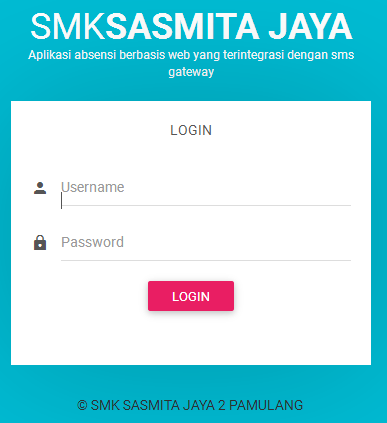 SMKSASMITA JAYA
Aplikasi absensi berbasis web yang terintegrasi dengan sms
gateway
LOGIN
Username
Password
LOGIN
© SMK SASMITA JAYA 2 PAMULANG